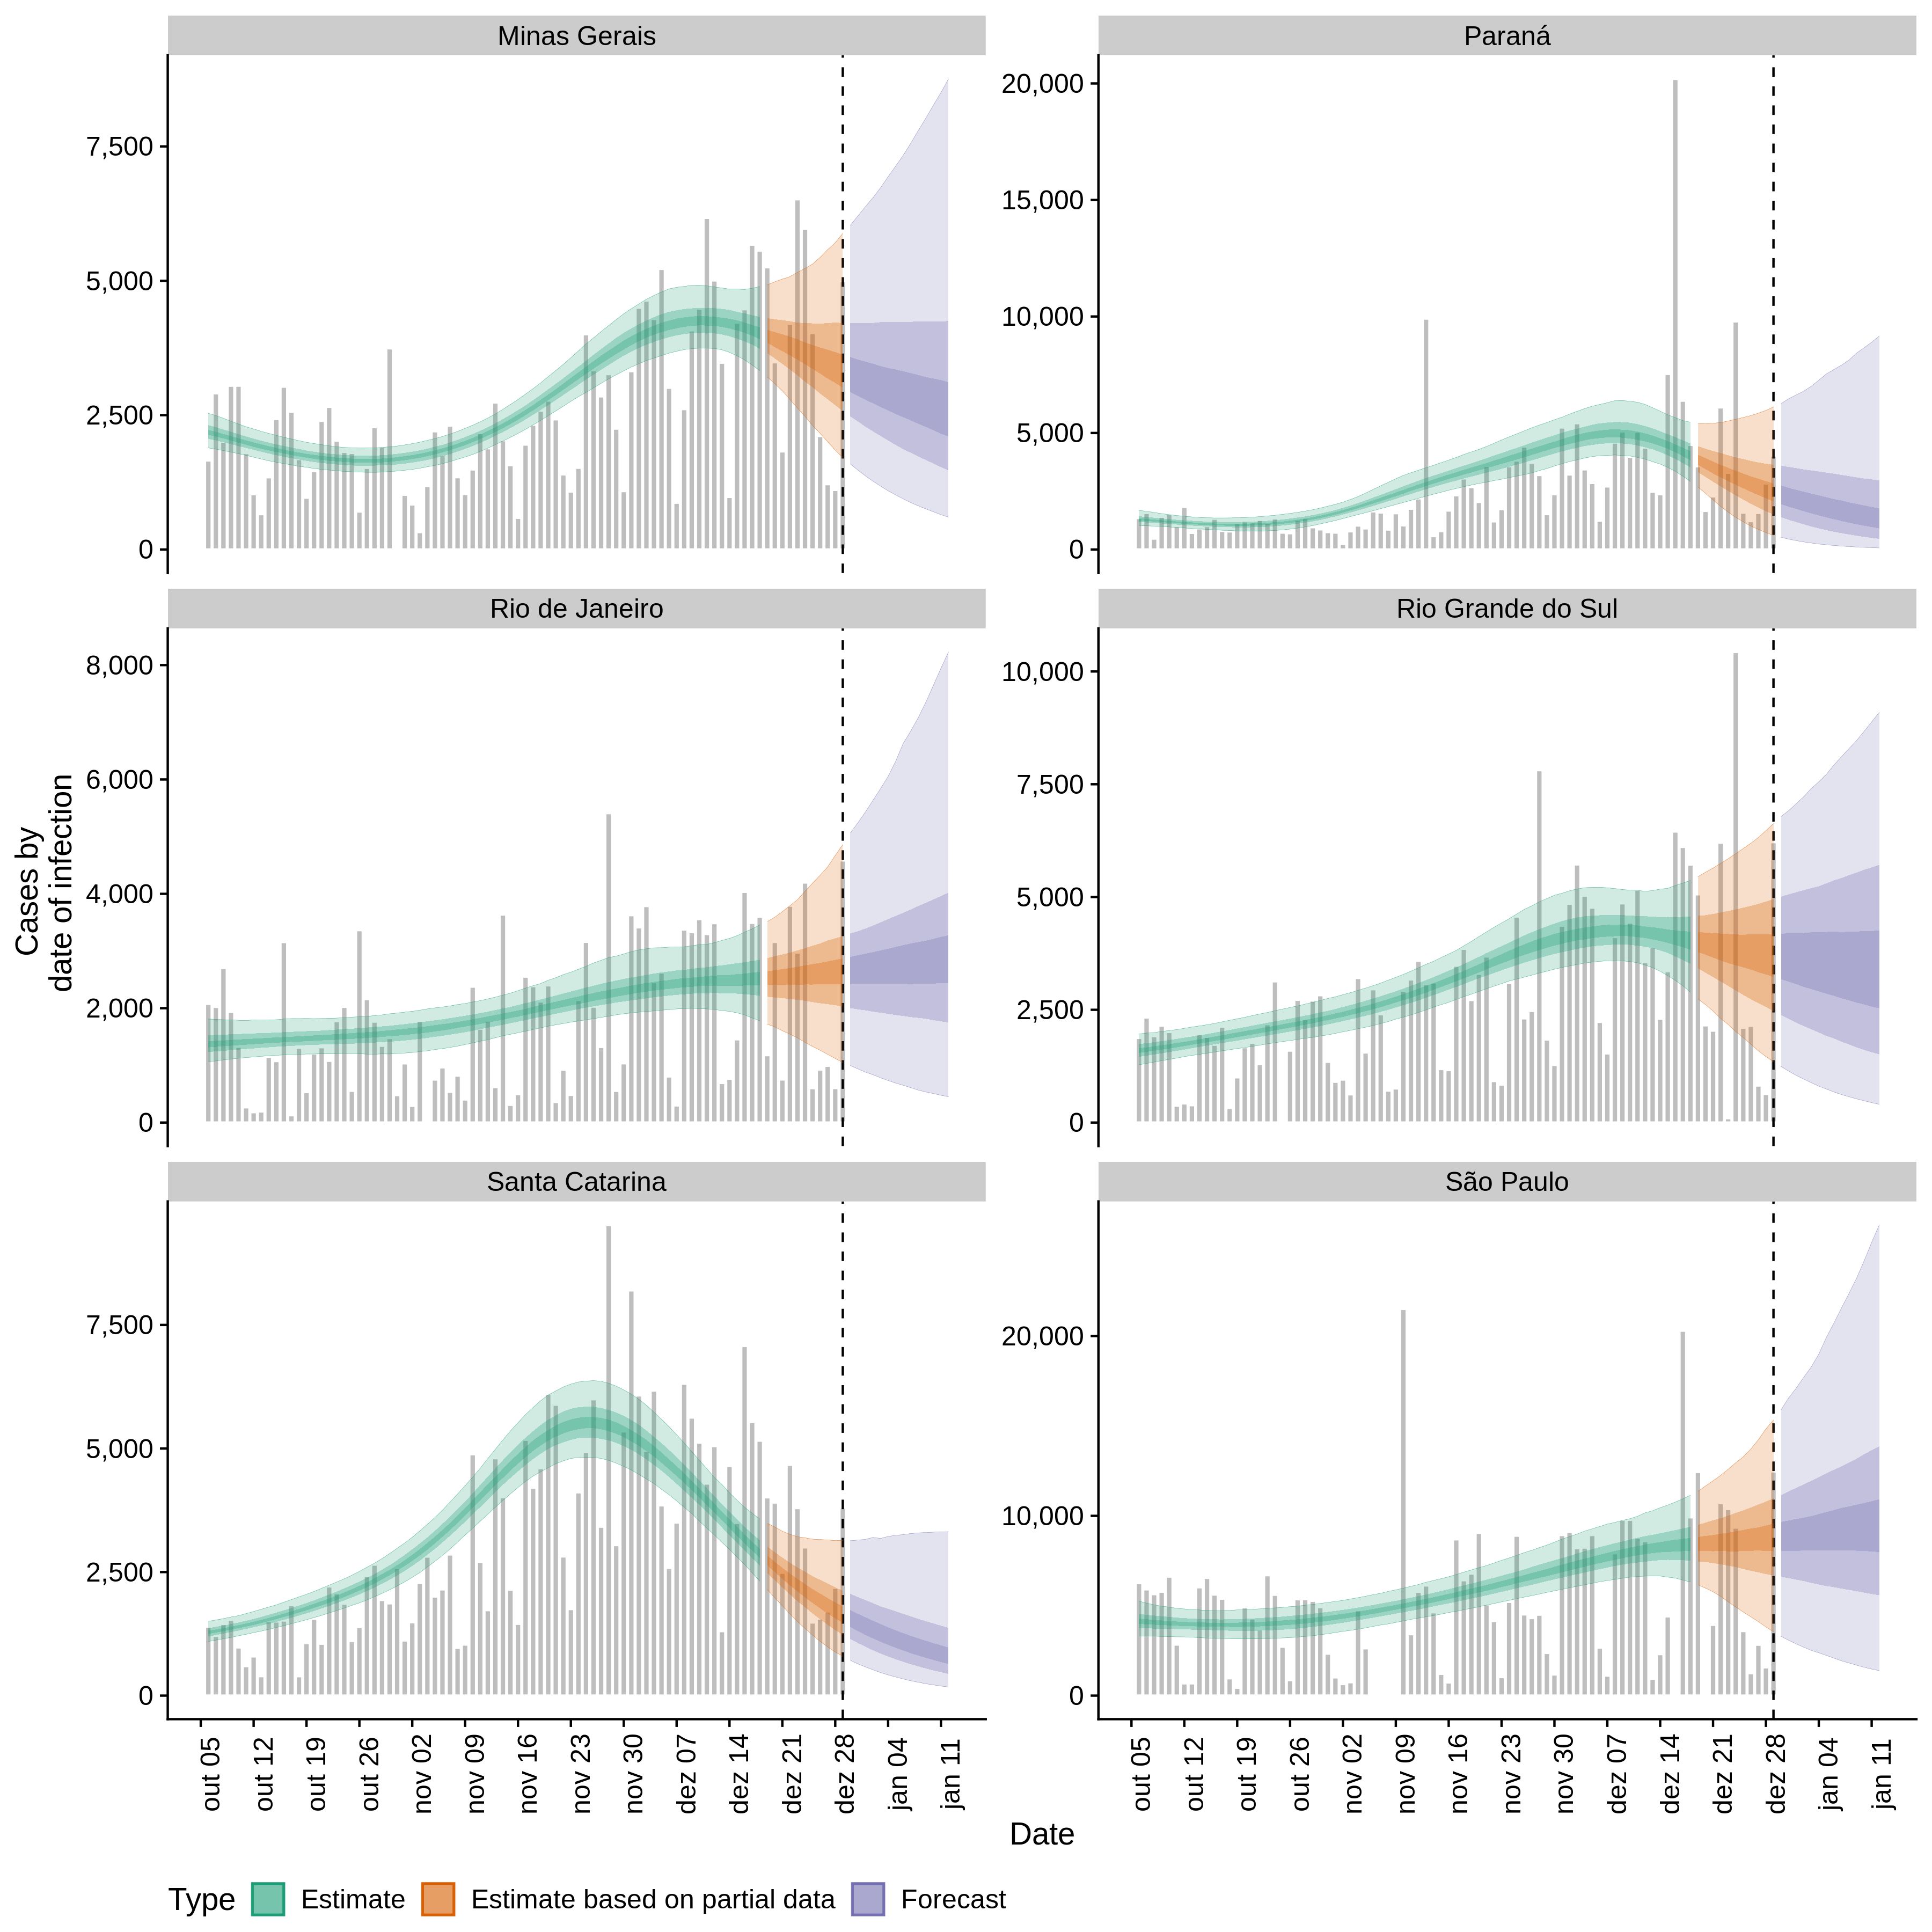 Minas Gerais
Paraná
7,500
5,000
2,500
0
20,000
15,000
10,000
5,000
0
Rio de Janeiro
Rio Grande do Sul
8,000
6,000
4,000
2,000
0
10,000
7,500
5,000
2,500
0
Cases by
date of infection
Santa Catarina
São Paulo
7,500
5,000
2,500
0
20,000
10,000
0
out 05
out 12
out 19
out 26
nov 02
nov 09
nov 16
nov 23
nov 30
dez 07
dez 14
dez 21
dez 28
jan 04
jan 11
out 05
out 12
out 19
out 26
nov 02
nov 09
nov 16
nov 23
nov 30
dez 07
dez 14
dez 21
dez 28
jan 04
jan 11
Date
Type Estimate Estimate based on partial data Forecast